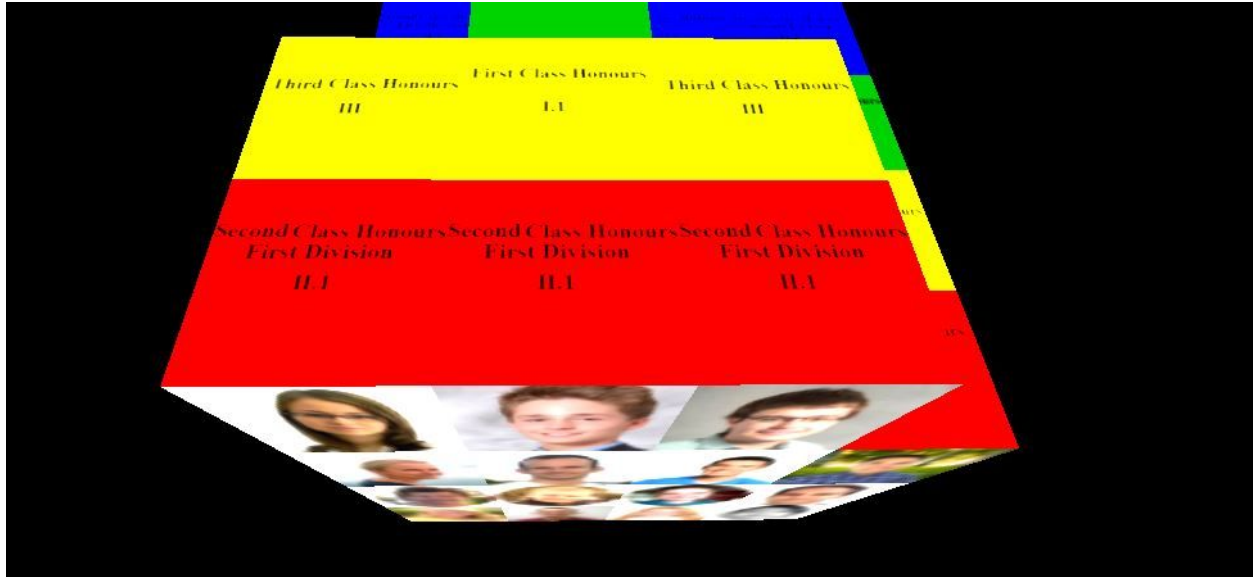 Third Class Honours First Class Honours Third Class Honours
III I.1 III
Second Class Honours Second Class Honours Second Class Honours
First Division First Division First Division
II.1 II.1 II.1